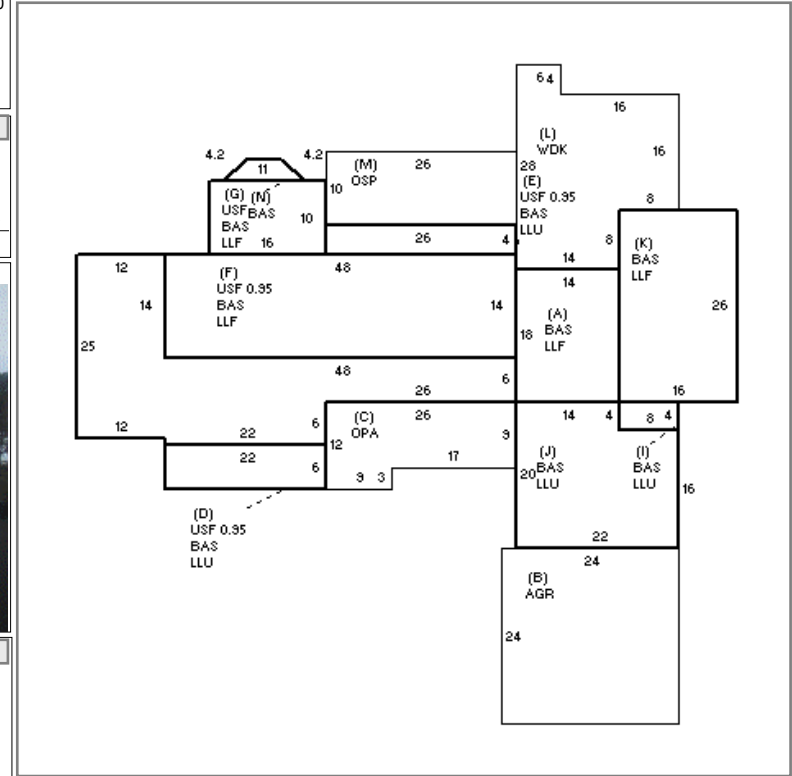 6 4
16
(L)
WDK
16
28
4.2
11
4.2
(M)
OSP
26
10
(E)
USF 0.95
BAS
LLU
8
(G) (N)
USF BAS
BAS
LLF
10
16
26
4
8
(K)
BAS
LLF
26
12
48
14
14
(F)
USF 0.95
BAS
LLF
14
14
(A)
BAS
LLF
18
25
48
6
16
12
26
26
14
4
8
4
22
6
(C)
OPA
9
12
22
6
17
9
3
(J)
BAS
LLU
20
(I)
BAS
LLU
16
(D)
USF 0.95
BAS
LLU
22
24
(B)
AGR
24